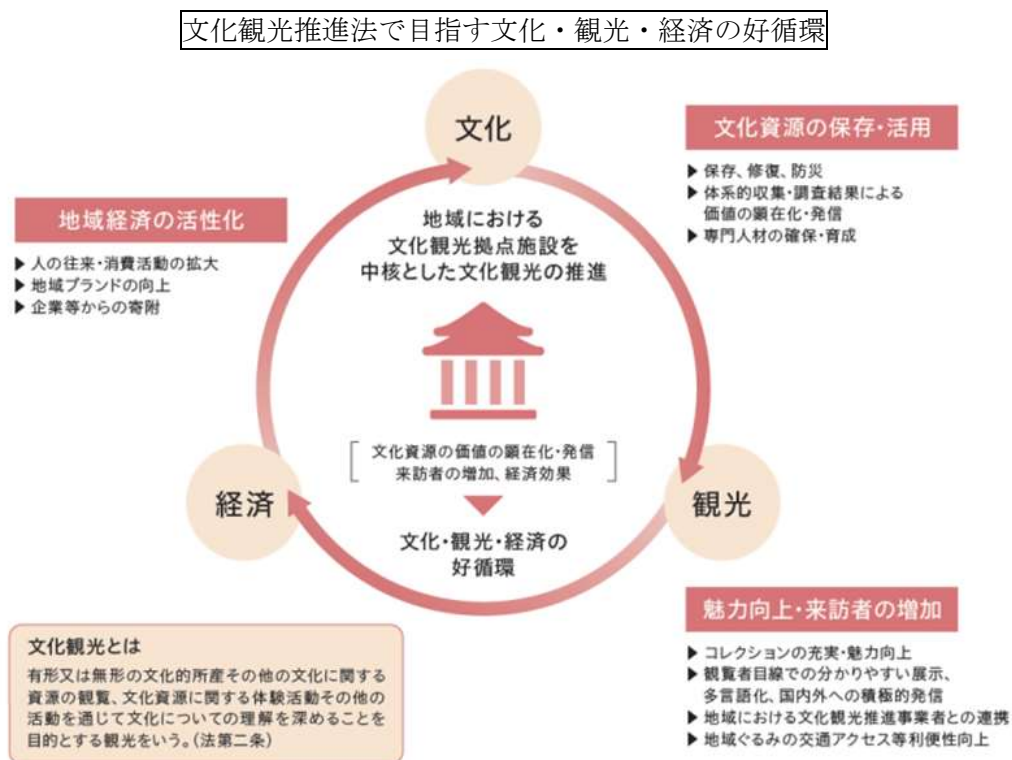 文化観光推進法で目指す文化・観光・経済の好循環
文化
文化資源の保存・活用
▶ 保存、修復、防災
▶ 体系的収集・調査結果による
価値の顕在化・発信
▶ 専門人材の確保・育成
地域経済の活性化
▶ 人の往来・消費活動の拡大
▶ 地域ブランドの向上
▶ 企業等からの寄附
地域における
文化観光拠点施設を
中核とした文化観光の推進
文化資源の価値の顕在化・発信
来訪者の増加、経済効果
文化・観光・経済の
好循環
経済
観光
魅力向上・来訪者の増加
▶ コレクションの充実・魅力向上
▶ 観覧者目線での分かりやすい展示、
多言語化、国内外への積極的発信
▶ 地域における文化観光推進事業者との連携
▶ 地域ぐるみの交通アクセス等利便性向上
文化観光とは
有形又は無形の文化的所産その他の文化に関する
資源の観覧、文化資源に関する体験活動その他の
活動を通じて文化についての理解を深めることを
目的とする観光をいう。(法第二条)